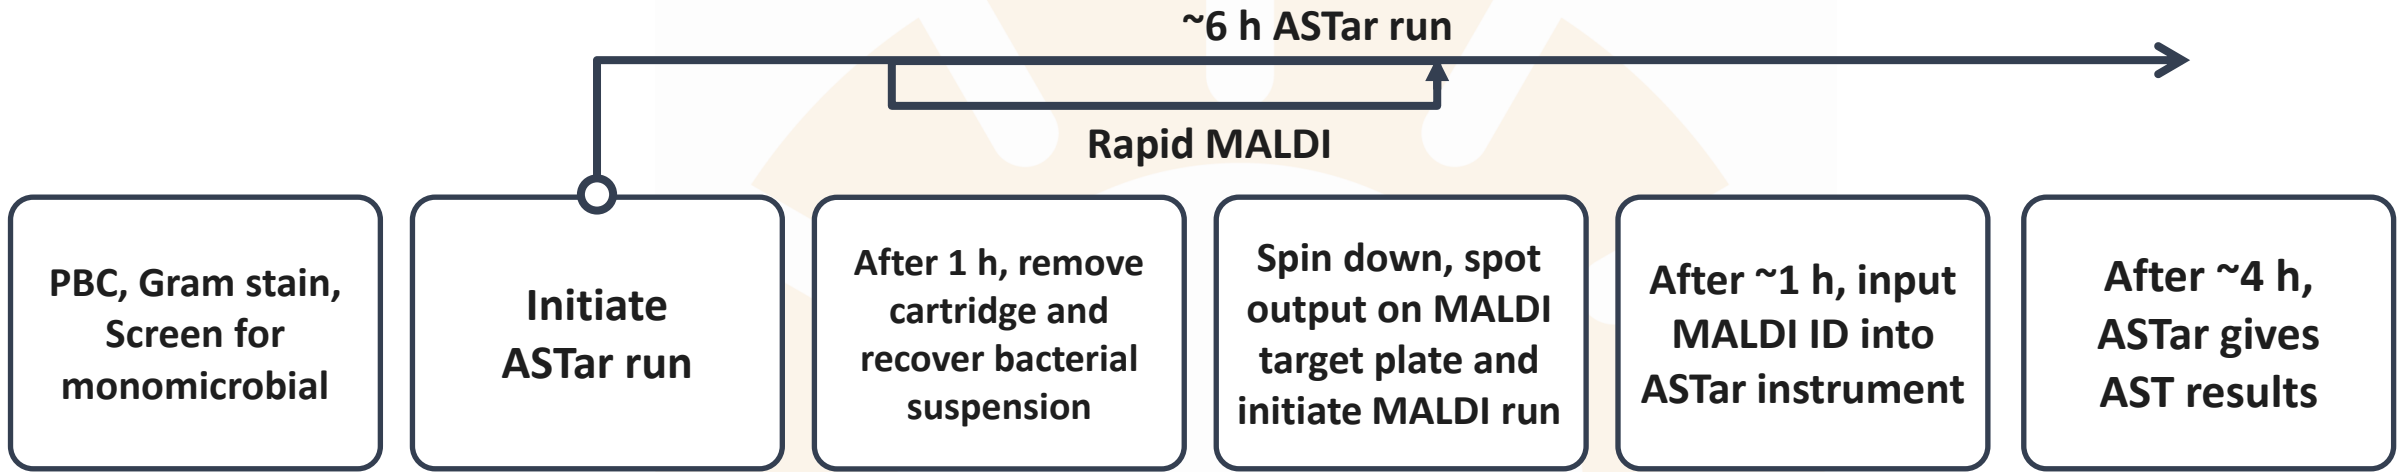 ~6 h ASTar run
Rapid MALDI
PBC, Gram stain,
Screen for
monomicrobial
Initiate
ASTar run
After 1 h, remove
cartridge and
recover bacterial
suspension
Spin down, spot
output on MALDI
target plate and
initiate MALDI run
After ~1 h, input
MALDI ID into
ASTar instrument
After ~4 h,
ASTar gives
AST results